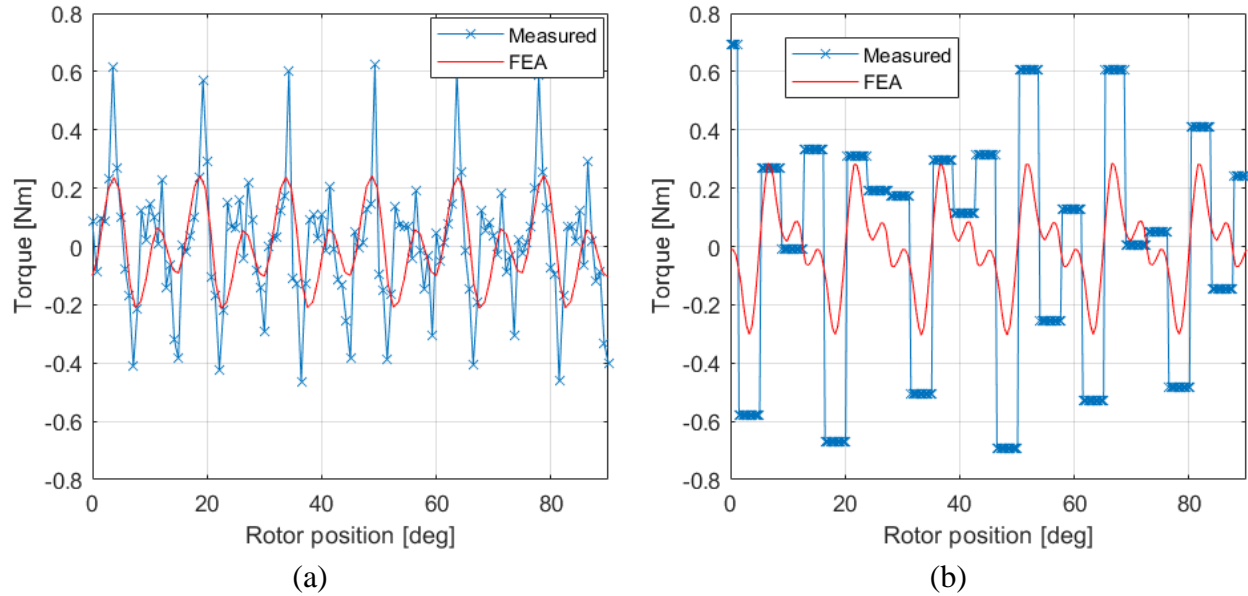 0.8
0.6
0.4
0.2
0
-0.2
-0.4
-0.6
-0.8
Torque [Nm]
Measured
FEA
0 20 40 60 80
Rotor position [deg]
(a)
0.8
0.6
0.4
0.2
0
-0.2
-0.4
-0.6
-0.8
Torque [Nm]
Measured
FEA
0 20 40 60 80
Rotor position [deg]
(b)